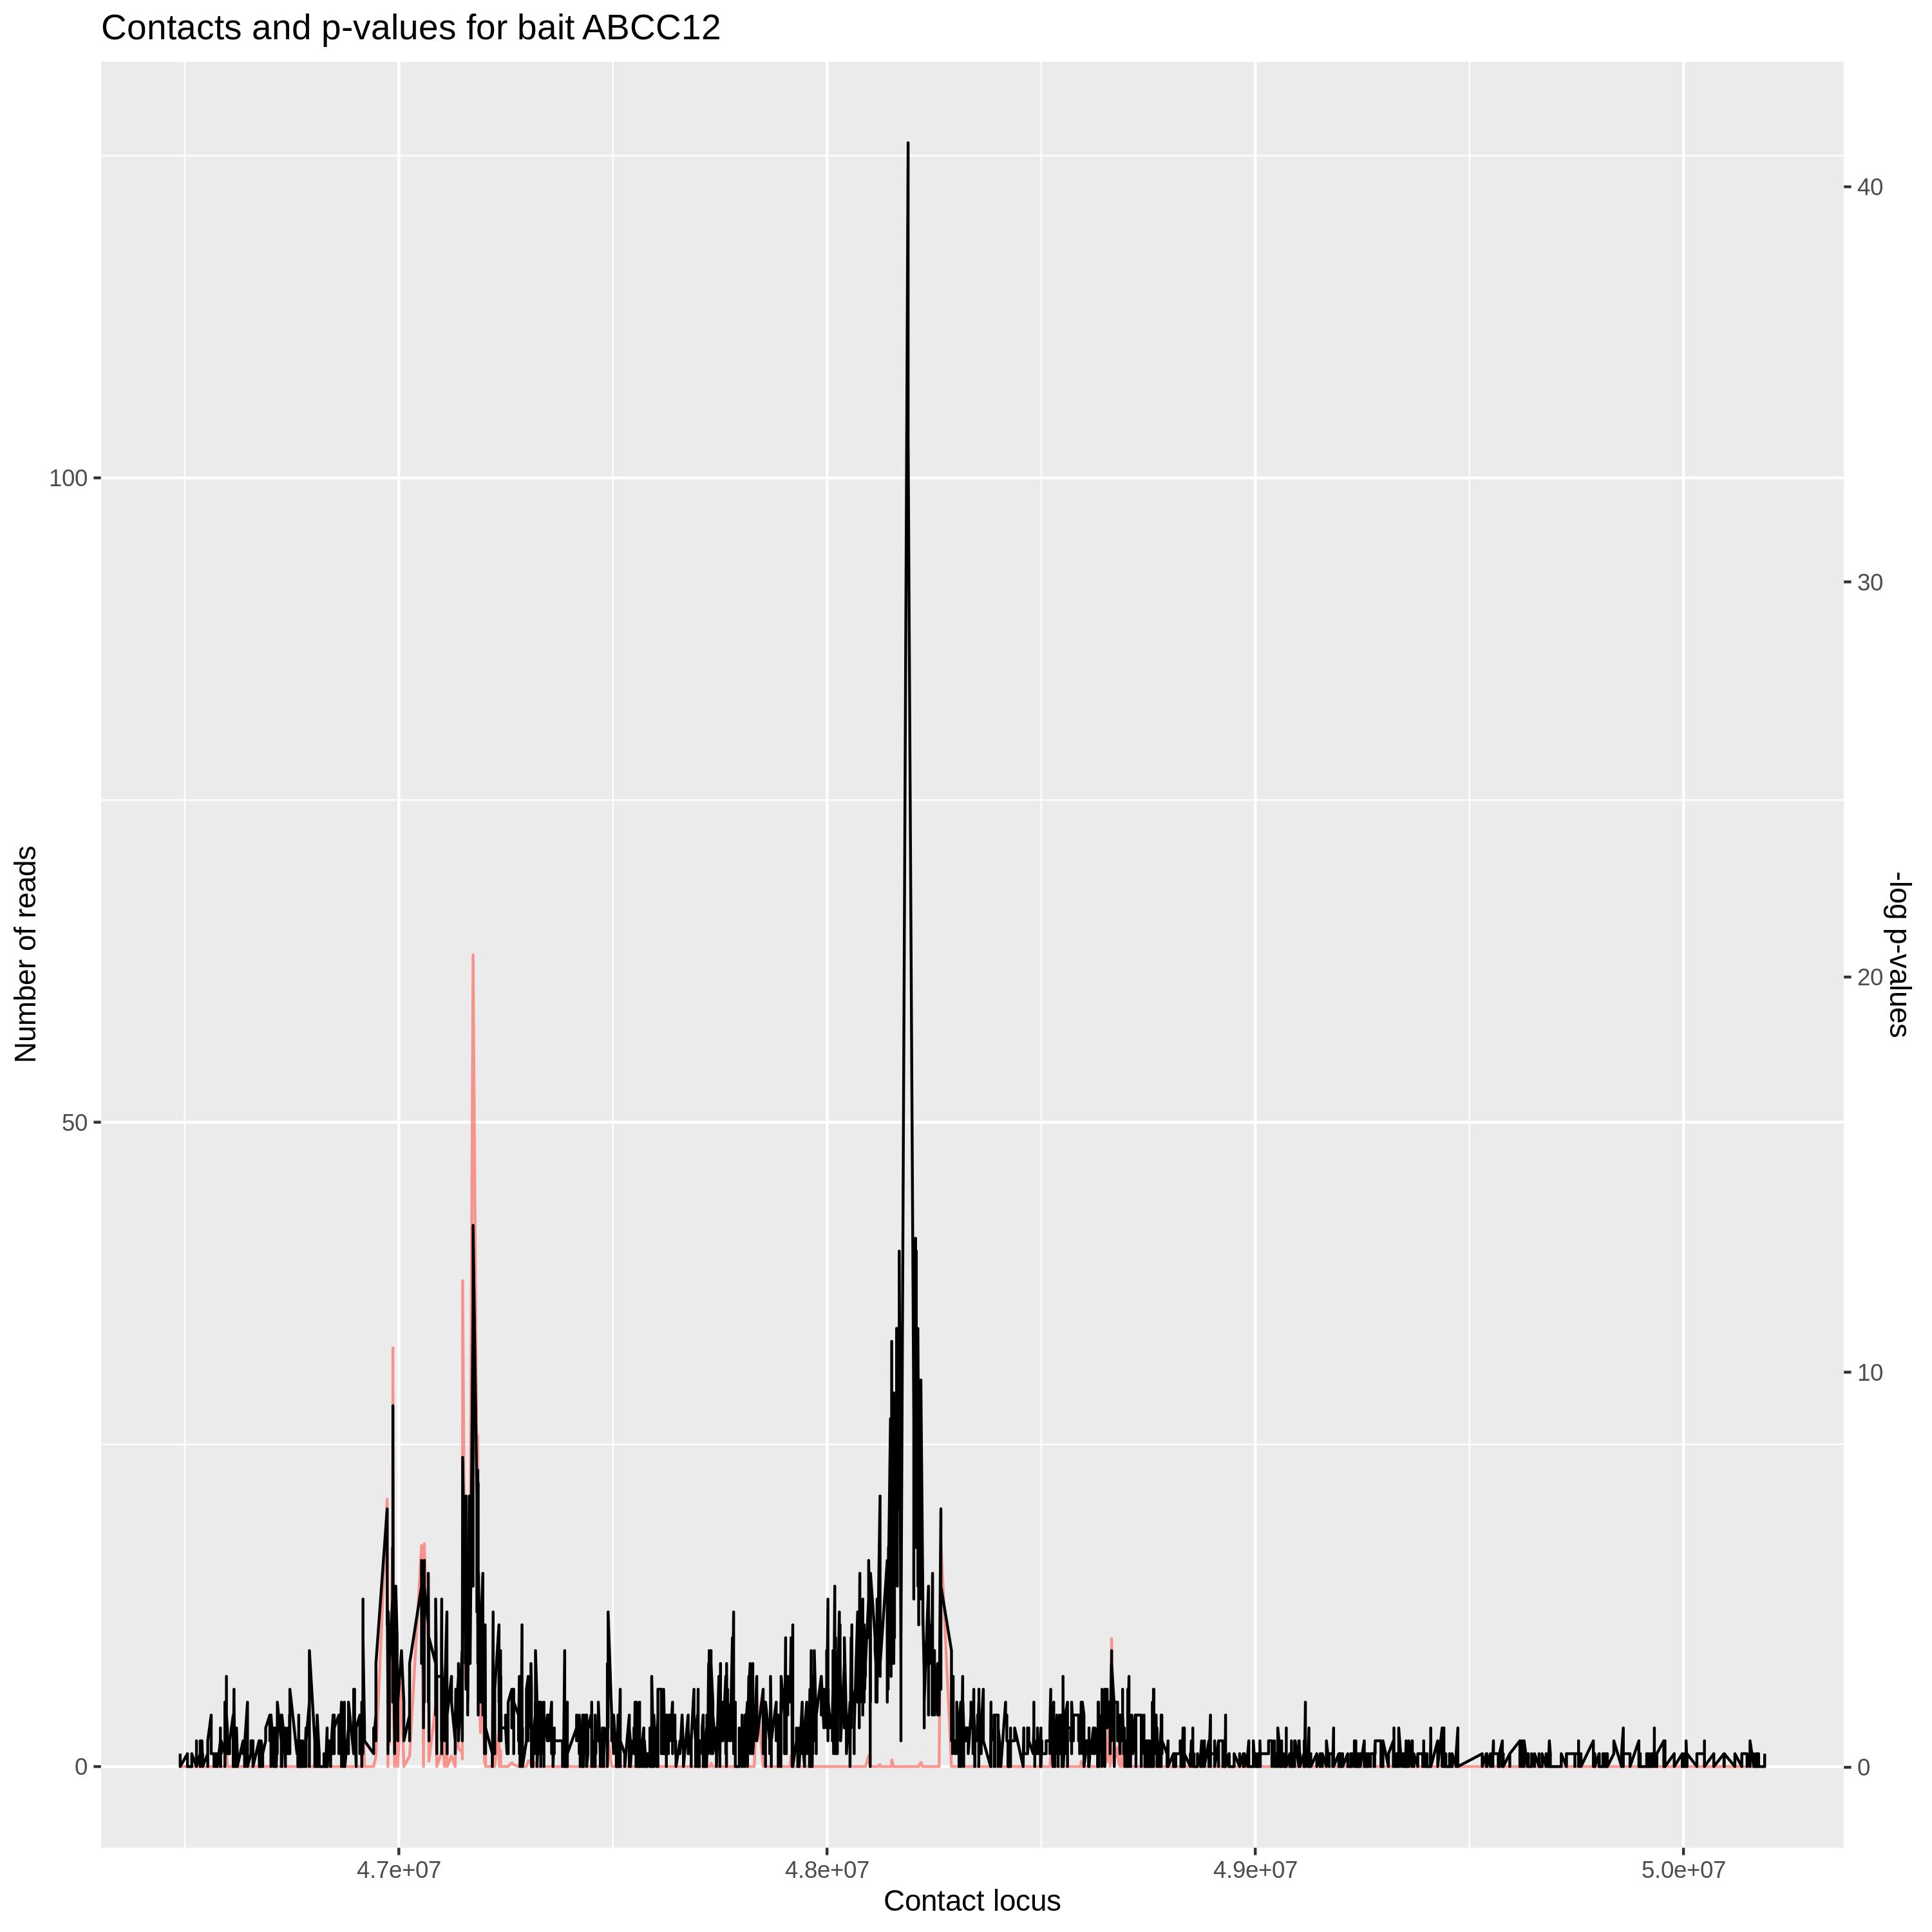 Contacts and p-values for bait ABCC12
Number of reads
100
50
0
40
30
20
10
0
-log p-values
4.7e+07 4.8e+07 4.9e+07 5.0e+07
Contact locus